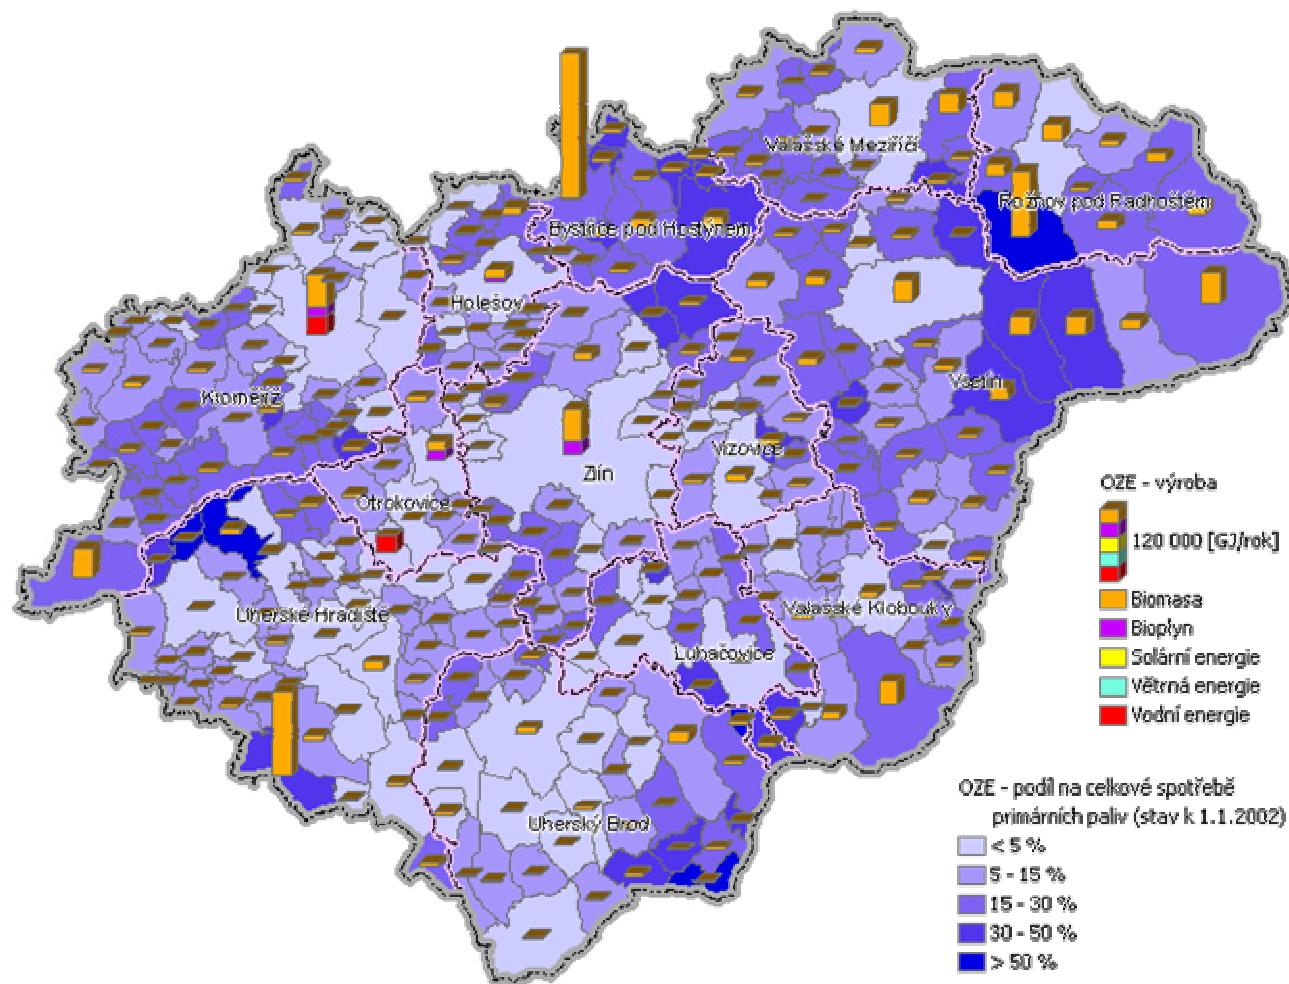 Valašské Meziříčí
Rožnov pod Radhoštěm
Bystřice pod Hostýnem
Holešov
Vsetín
Kroměříž
Vizovice
Zlín
Otrokovice
Uherské Hradiště
Valašské Klobouky
Luhačovice
Uherský Brod
OZE - výroba
120 000 [GJ/rok]
Biomasa
Bioplyn
Solární energie
Větrná energie
Vodní energie
OZE - podíl na celkové spotřebě
primárních paliv (stav k 1.1.2002)
< 5 %
5 - 15 %
15 - 30 %
30 - 50 %
> 50 %